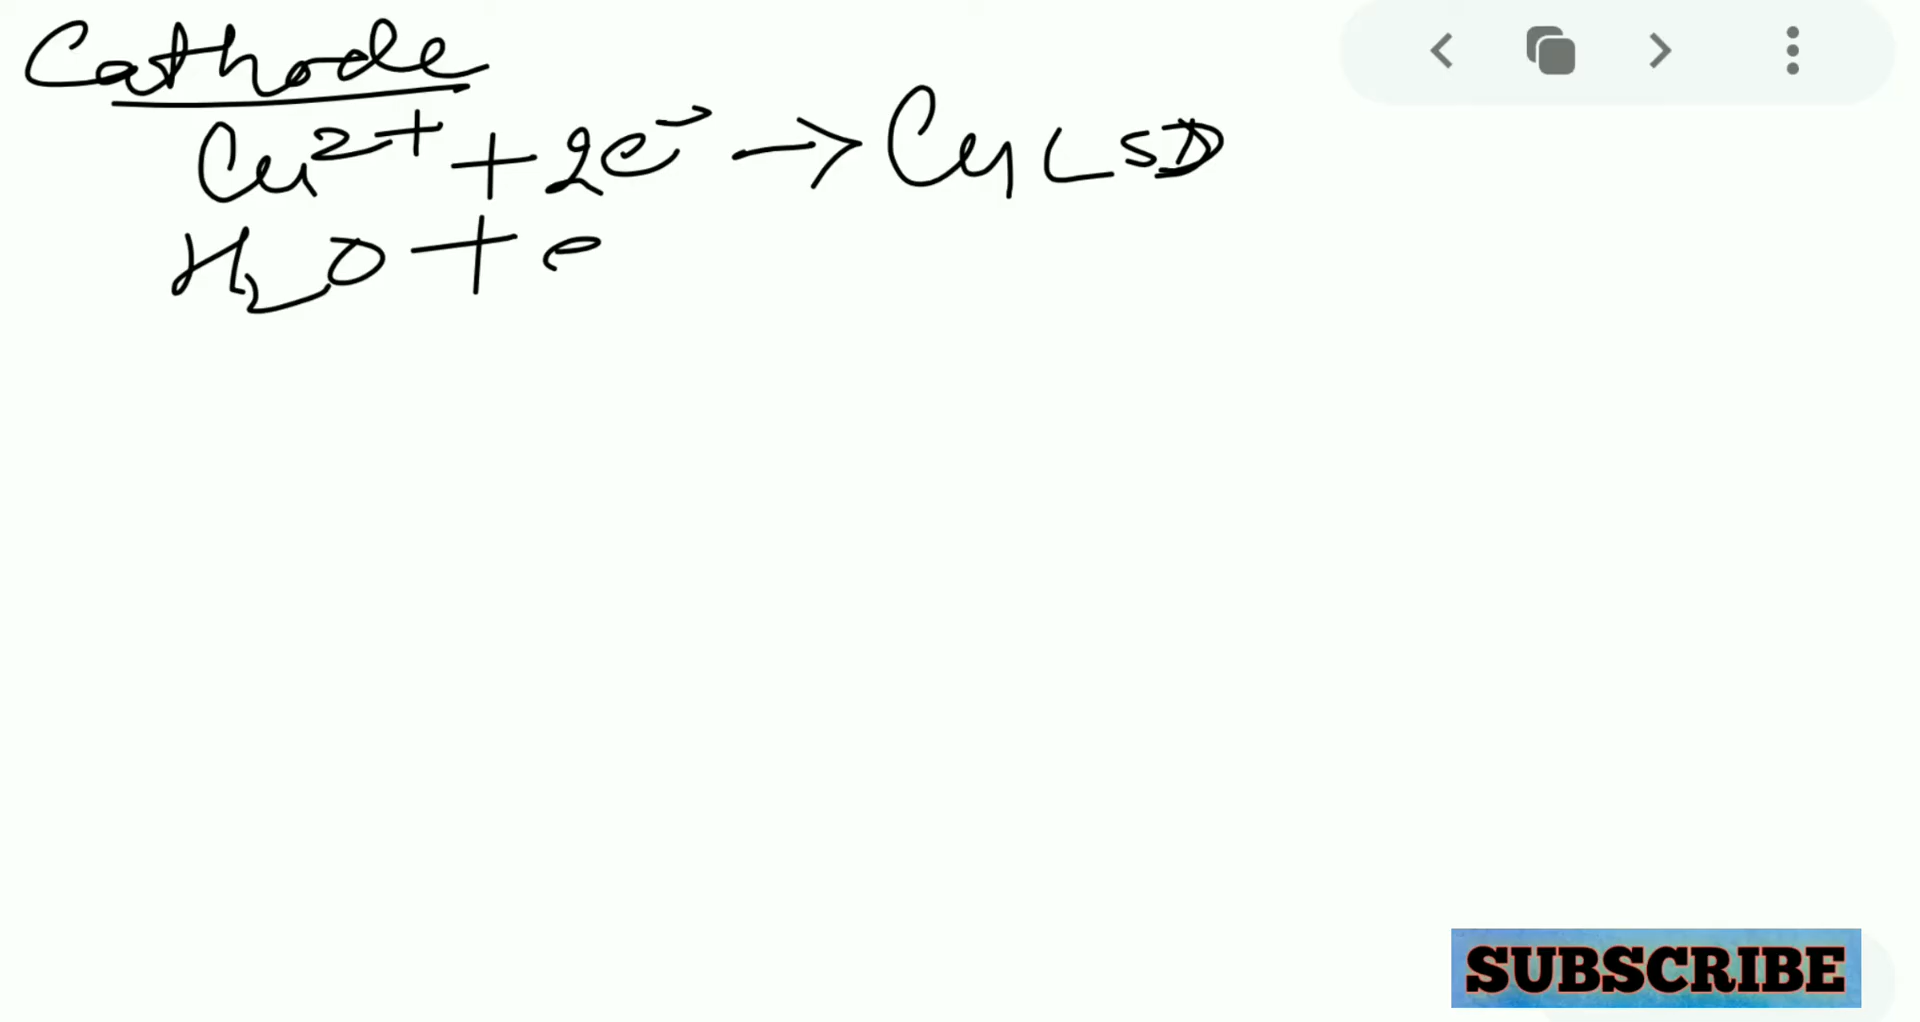 Cathode
Cu²⁺ + 2e⁻ → Cu(s)
H₂O + e
SUBSCRIBE